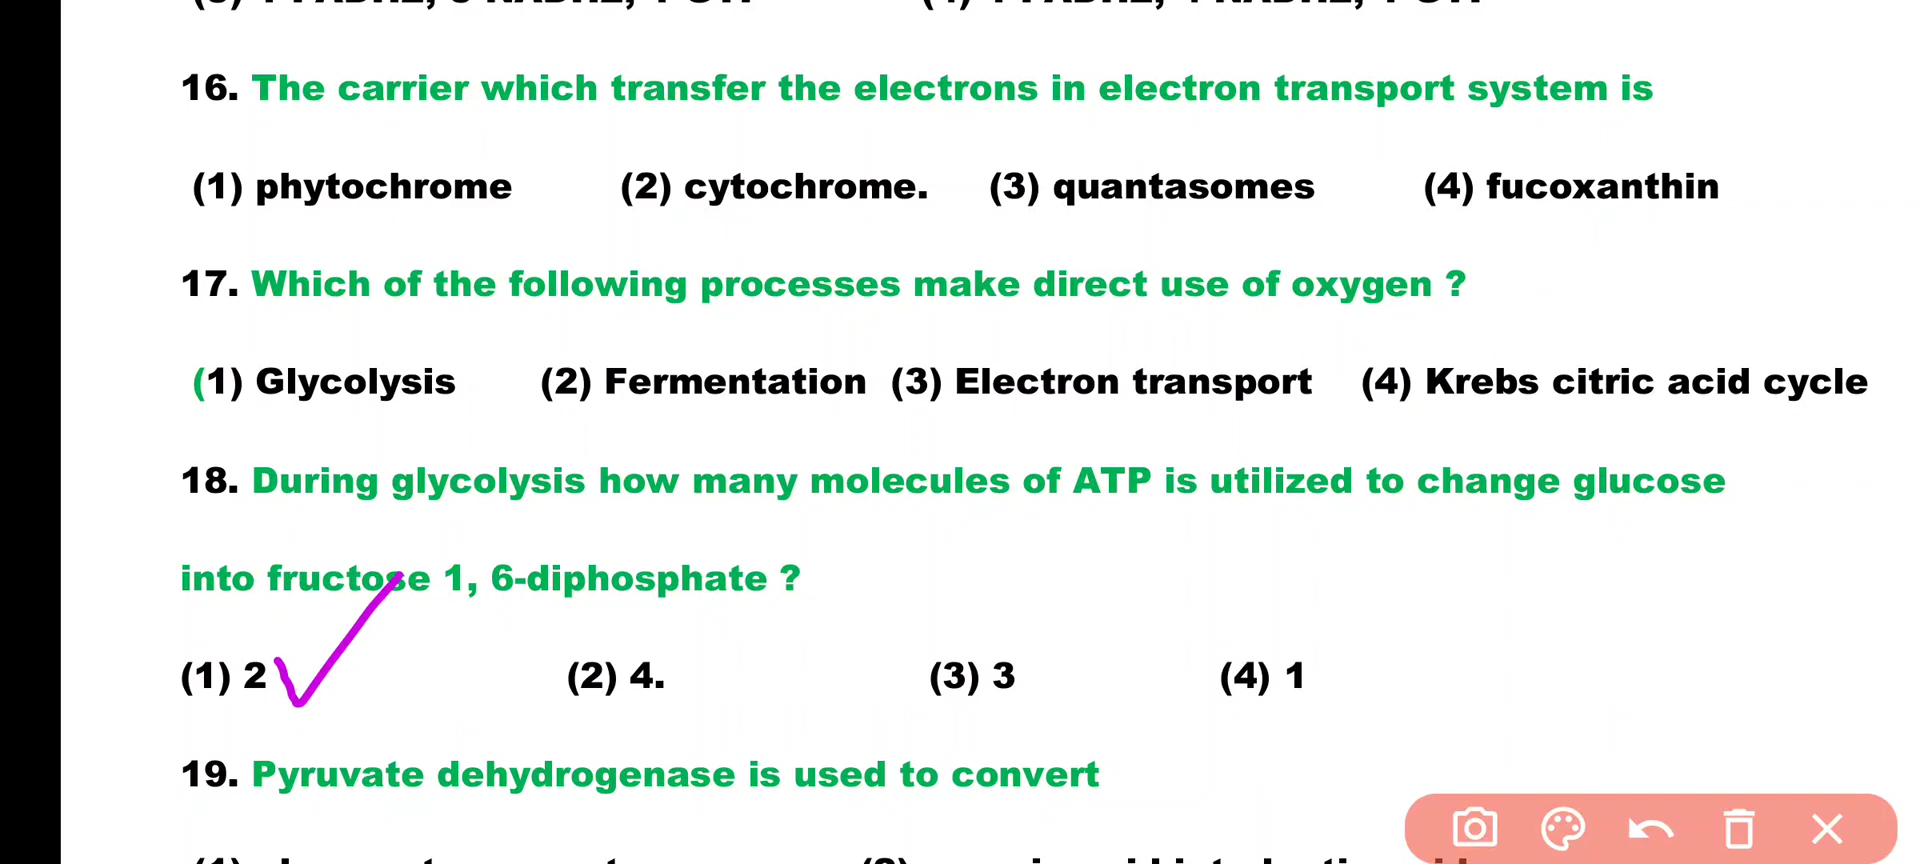 16. The carrier which transfer the electrons in electron transport system is
(1) phytochrome (2) cytochrome. (3) quantasomes (4) fucoxanthin
17. Which of the following processes make direct use of oxygen ?
(1) Glycolysis (2) Fermentation (3) Electron transport (4) Krebs citric acid cycle
18. During glycolysis how many molecules of ATP is utilized to change glucose
into fructose 1, 6-diphosphate ?
(1) 2 (2) 4. (3) 3 (4) 1
19. Pyruvate dehydrogenase is used to convert